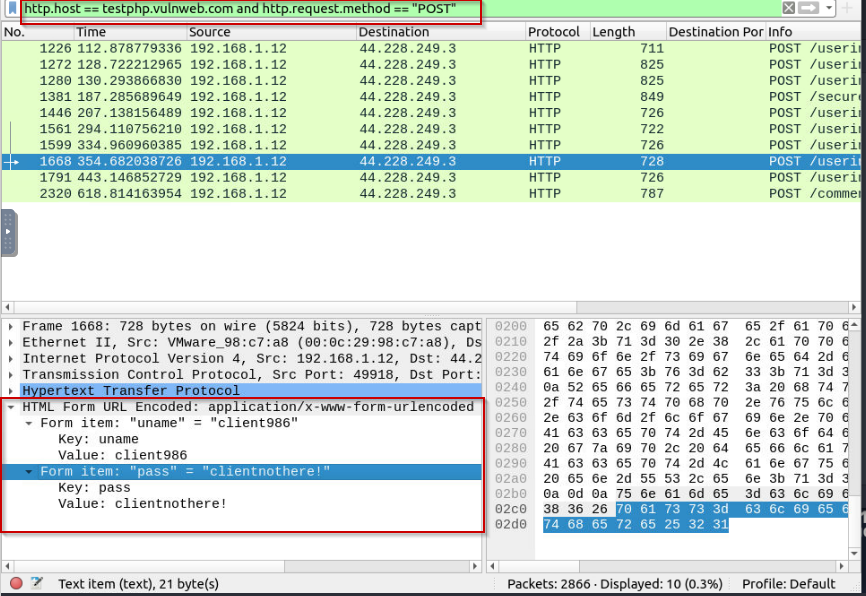 http.host == testphp.vulnweb.com and http.request.method == "POST"
No. Time Source Destination Protocol Length Destination Por Info
1226 112.878779336 192.168.1.12 44.228.249.3 HTTP 711 POST /userin
1272 128.722212965 192.168.1.12 44.228.249.3 HTTP 825 POST /userin
1280 130.293866830 192.168.1.12 44.228.249.3 HTTP 825 POST /userin
1381 187.285689649 192.168.1.12 44.228.249.3 HTTP 849 POST /secure
1446 207.138156489 192.168.1.12 44.228.249.3 HTTP 726 POST /userin
1561 294.110756210 192.168.1.12 44.228.249.3 HTTP 722 POST /userin
1599 334.960960385 192.168.1.12 44.228.249.3 HTTP 726 POST /userin
1668 354.682038726 192.168.1.12 44.228.249.3 HTTP 728 POST /userin
1791 443.146852729 192.168.1.12 44.228.249.3 HTTP 726 POST /userin
2320 618.814163954 192.168.1.12 44.228.249.3 HTTP 787 POST /commen
Frame 1668: 728 bytes on wire (5824 bits), 728 bytes capt
Ethernet II, Src: VMware_98:c7:a8 (00:0c:29:98:c7:a8), Ds
Internet Protocol Version 4, Src: 192.168.1.12, Dst: 44.2
Transmission Control Protocol, Src Port: 49918, Dst Port:
Hypertext Transfer Protocol
HTML Form URL Encoded: application/x-www-form-urlencoded
Form item: "uname" = "client986"
Key: uname
Value: client986
Form item: "pass" = "clientnothere!"
Key: pass
Value: clientnothere!
0200 65 62 70 2c 69 6d 61 67 65 2f 61 70 6
0210 2f 2a 3b 71 3d 30 2e 38 2c 61 70 70 6
0220 74 69 6f 6e 2f 73 69 67 6e 65 64 2d 6
0230 61 6e 67 65 3b 76 3d 62 33 3b 71 3d 3
0240 0a 52 65 66 65 72 65 72 3a 20 68 74 7
0250 2f 74 65 73 74 70 68 70 2e 76 75 6c 6
0260 2e 63 6f 6d 2f 6c 6f 67 69 6e 2e 70 6
0270 41 63 63 65 70 74 2d 45 6e 63 6f 64 6
0280 20 67 7a 69 70 2c 20 64 65 66 6c 61 7
0290 41 63 63 65 70 74 2d 4c 61 6e 67 75 6
02a0 20 65 6e 2d 55 53 2c 65 6e 3b 71 3d 3
02b0 0a 0d 0a 75 6e 61 6d 65 3d 63 6c 69 6
02c0 38 36 26 70 61 73 73 3d 63 6c 69 65 6
02d0 74 68 65 72 65 25 32 31
Text item (text), 21 byte(s) Packets: 2866 · Displayed: 10 (0.3%) Profile: Default